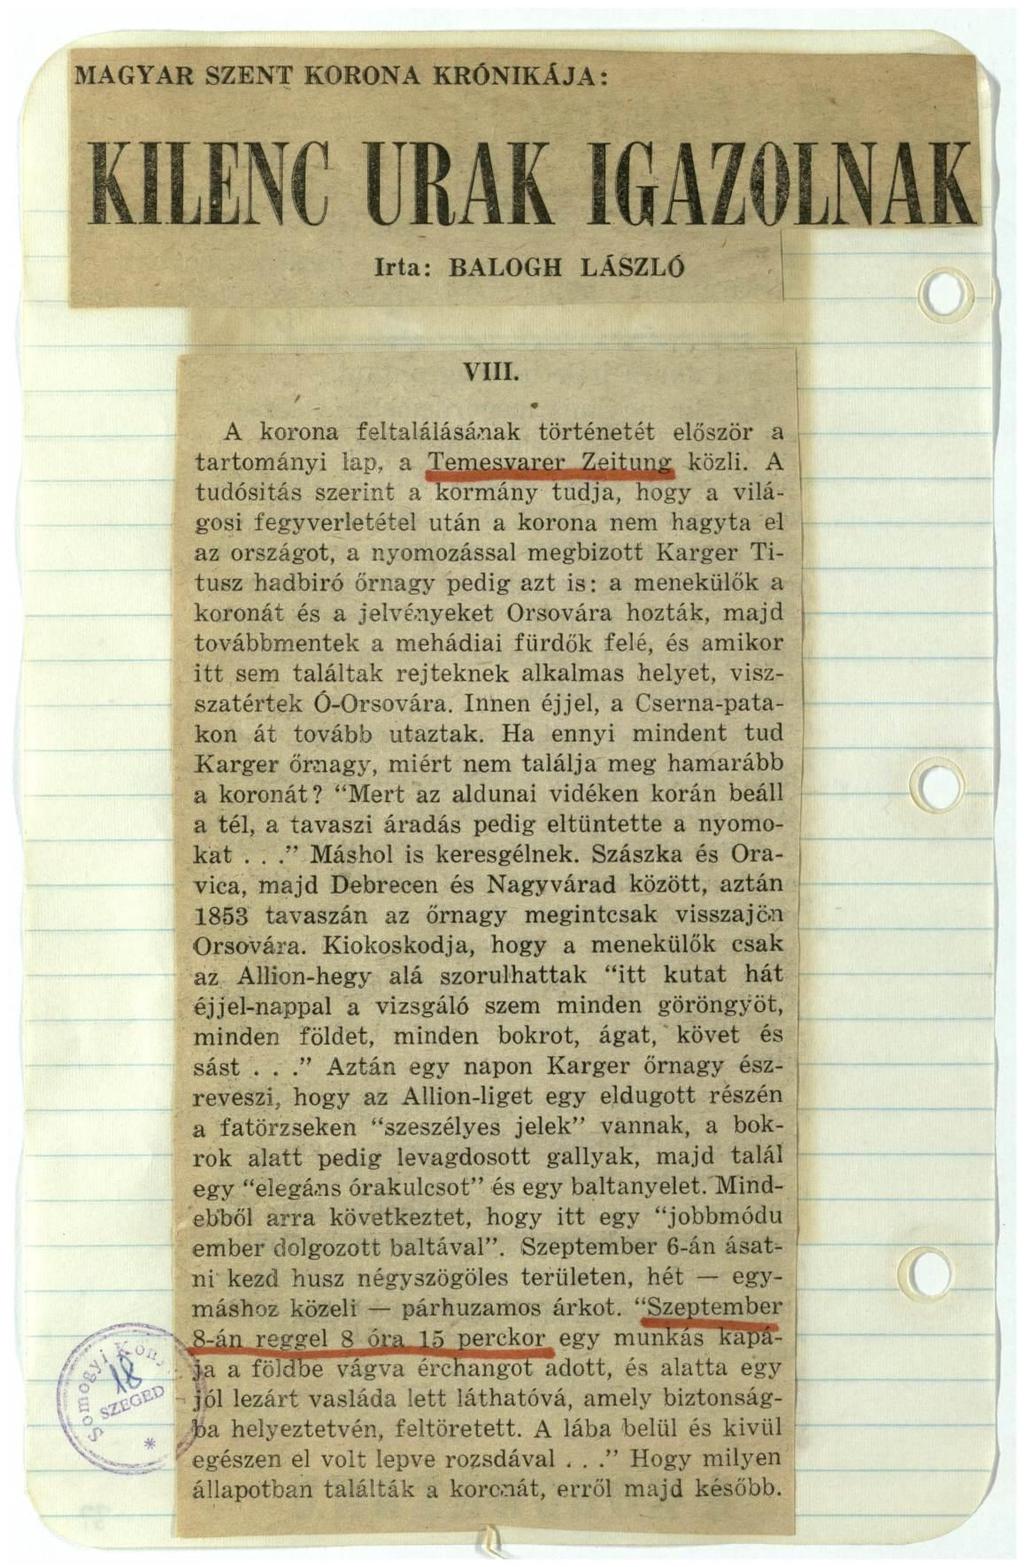 MAGYAR SZENT KORONA KRÓNIKÁJA:
KILENC URAK IGAZOLNAK
Irta: BALOGH LÁSZLÓ
VIII.
A korona feltalálásának történetét először a
tartományi lap, a Temesvarer Zeitung közli. A
tudósitás szerint a kormány tudja, hogy a vilá-
gosi fegyverletétel után a korona nem hagyta el
az országot, a nyomozással megbizott Karger Ti-
tusz hadbiró őrnagy pedig azt is: a menekülők a
koronát és a jelvényeket Orsovára hozták, majd
továbbmentek a mehádiai fürdők felé, és amikor
itt sem találtak rejteknek alkalmas helyet, visz-
szatértek Ó-Orsovára. Innen éjjel, a Cserna-pata-
kon át tovább utaztak. Ha ennyi mindent tud
Karger őrnagy, miért nem találja meg hamarább
a koronát? “Mert az aldunai vidéken korán beáll
a tél, a tavaszi áradás pedig eltüntette a nyomo-
kat . . .” Máshol is keresgélnek. Szászka és Ora-
vica, majd Debrecen és Nagyvárad között, aztán
1853 tavaszán az őrnagy megintcsak visszajön
Orsovára. Kiokoskodja, hogy a menekülők csak
az Allion-hegy alá szorulhattak “itt kutat hát
éjjel-nappal a vizsgáló szem minden göröngyöt,
minden földet, minden bokrot, ágat, követ és
sást . . .” Aztán egy napon Karger őrnagy ész-
reveszi, hogy az Allion-liget egy eldugott részén
a fatörzseken “szeszélyes jelek” vannak, a bok-
rok alatt pedig levagdosott gallyak, majd talál
egy “elegáns órakulcsot” és egy baltanyelet. Mind-
ebből arra következtet, hogy itt egy “jobbmódu
ember dolgozott baltával”. Szeptember 6-án ásat-
ni kezd husz négyszögöles területen, hét — egy-
máshoz közeli — párhuzamos árkot. “Szeptember
8-án reggel 8 óra 15 perckor egy munkás kapá-
ja a földbe vágva érchangot adott, és alatta egy
jól lezárt vasláda lett láthatóvá, amely biztonság-
ba helyeztetvén, feltöretett. A lába belül és kivül
egészen el volt lepve rozsdával . . .” Hogy milyen
állapotban találták a koronát, erről majd később.
Somogyi Kön
18
SZEGED
*